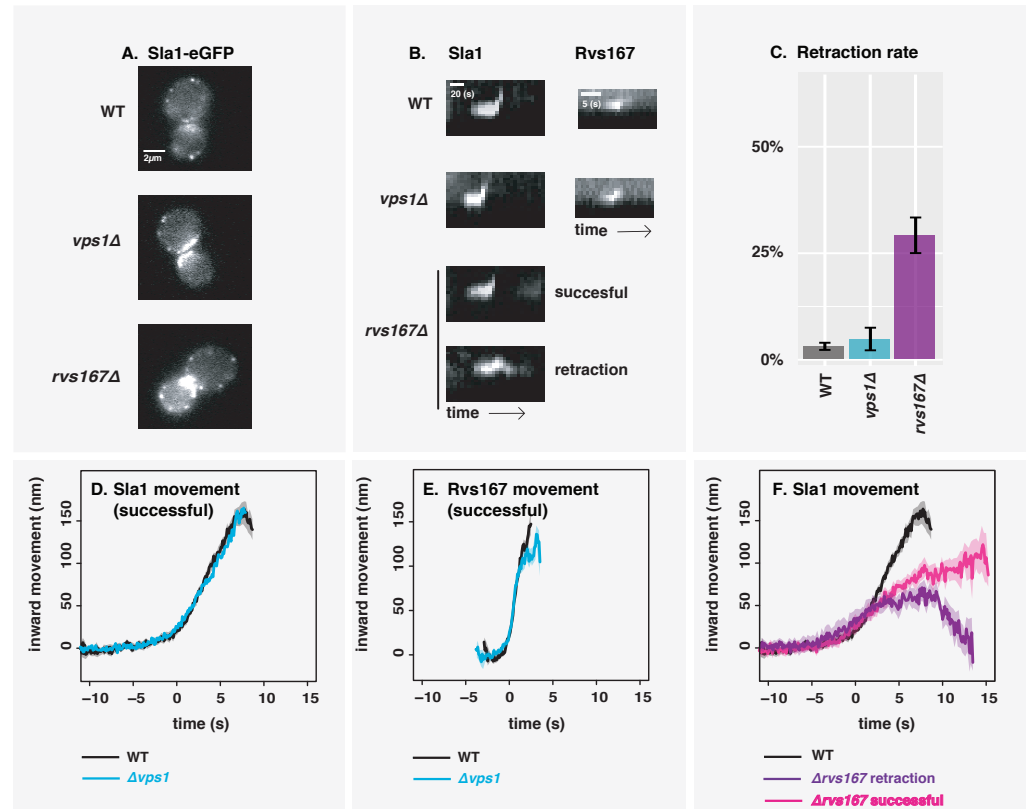 A. Sla1-eGFP
WT
2µm
vps1Δ
rvs167Δ
B. Sla1 Rvs167
WT
20 (s)
5 (s)
vps1Δ
time
rvs167Δ
succesful
retraction
time
C. Retraction rate
50%
25%
0%
WT
vps1Δ
rvs167Δ
D. Sla1 movement
(successful)
inward movement (nm)
150
100
50
0
−10 −5 0 5 10 15
time (s)
WT
Δvps1
E. Rvs167 movement
(successful)
inward movement (nm)
150
100
50
0
−10 −5 0 5 10 15
time (s)
WT
Δvps1
F. Sla1 movement
inward movement (nm)
150
100
50
0
−10 −5 0 5 10 15
time (s)
WT
Δrvs167 retraction
Δrvs167 successful